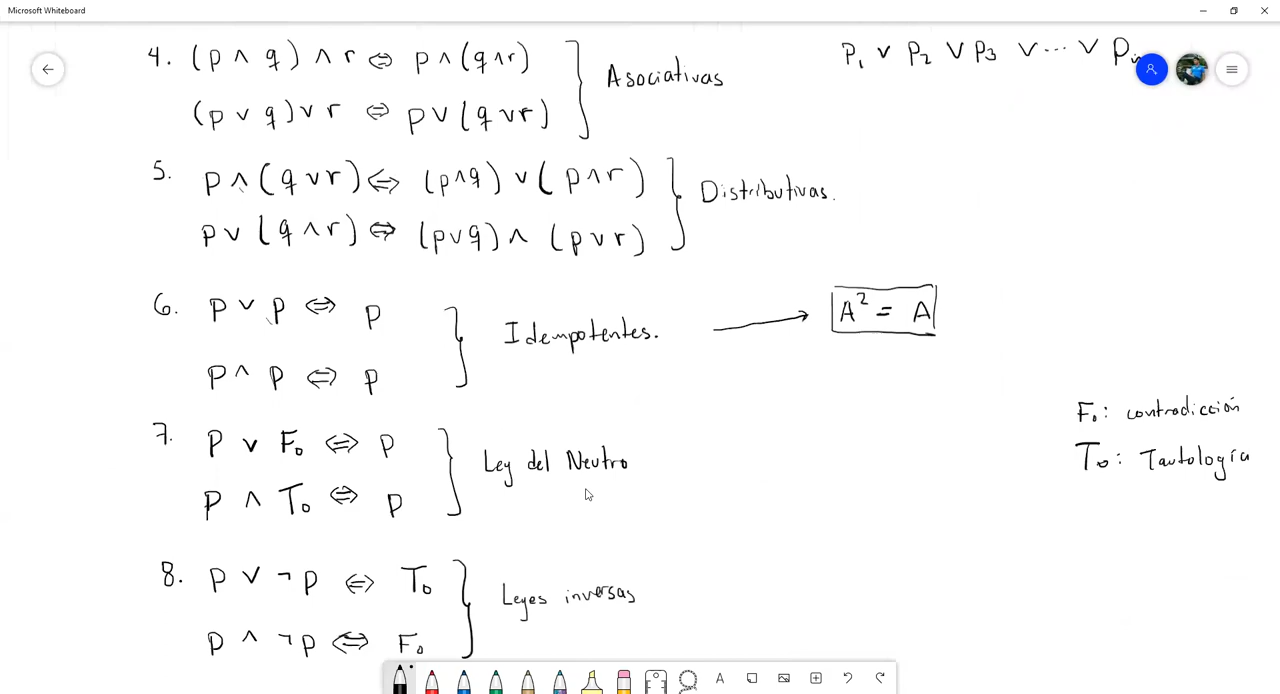 Microsoft Whiteboard
4. (p ∧ q) ∧ r ⇔ p ∧ (q ∧ r)
(p ∨ q) ∨ r ⇔ p ∨ (q ∨ r)
Asociativas
P₁ ∨ P₂ ∨ P₃ ∨ ... ∨
5. p ∧ (q ∨ r) ⇔ (p ∧ q) ∨ (p ∧ r)
p ∨ (q ∧ r) ⇔ (p ∨ q) ∧ (p ∨ r)
Distributivas.
6. p ∨ p ⇔ p
p ∧ p ⇔ p
Idempotentes.
A² = A
F₀: contradicción
T₀: Tautología
7. p ∨ F₀ ⇔ p
p ∧ T₀ ⇔ p
Ley del Neutro
8. p ∨ ¬p ⇔ T₀
p ∧ ¬p ⇔ F₀
Leyes inversas